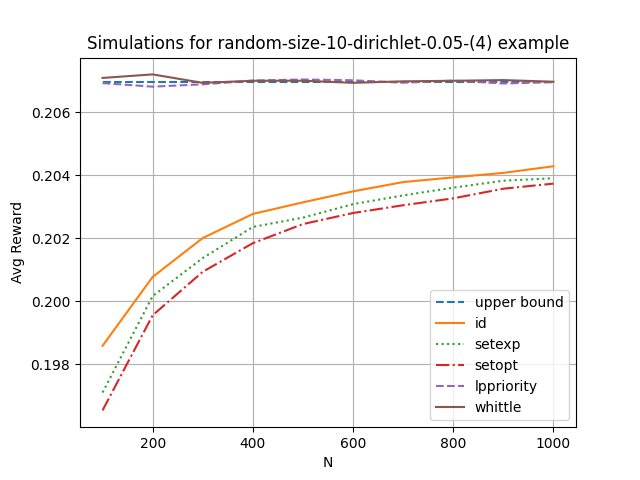 Simulations for random-size-10-dirichlet-0.05-(4) example
Avg Reward
0.206
0.204
0.202
0.200
0.198
200
400
600
800
1000
N
upper bound
id
setexp
setopt
lppriority
whittle